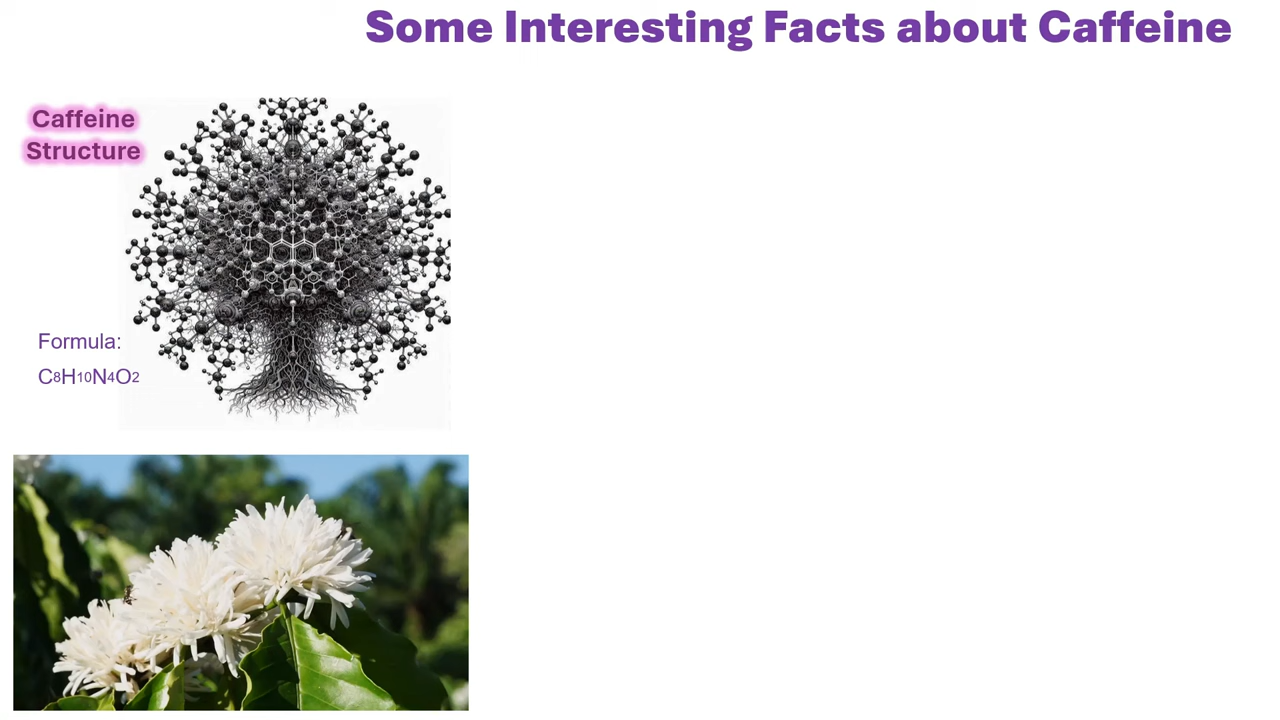 Some Interesting Facts about Caffeine
Caffeine
Structure
Formula:
C8H10N4O2